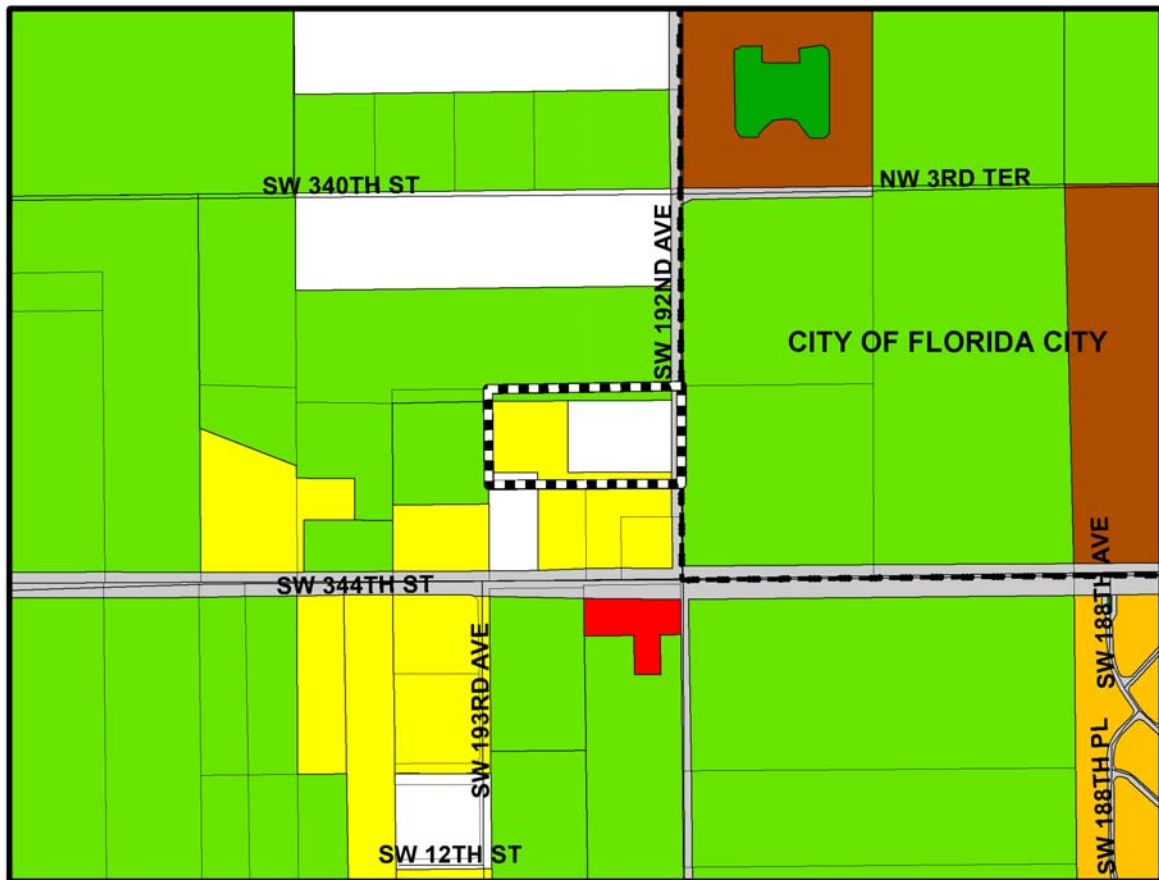 SW 340TH ST
NW 3RD TER
SW 192ND AVE
CITY OF FLORIDA CITY
SW 344TH ST
SW 188TH AVE
SW 193RD AVE
SW 188TH PL
SW 12TH ST